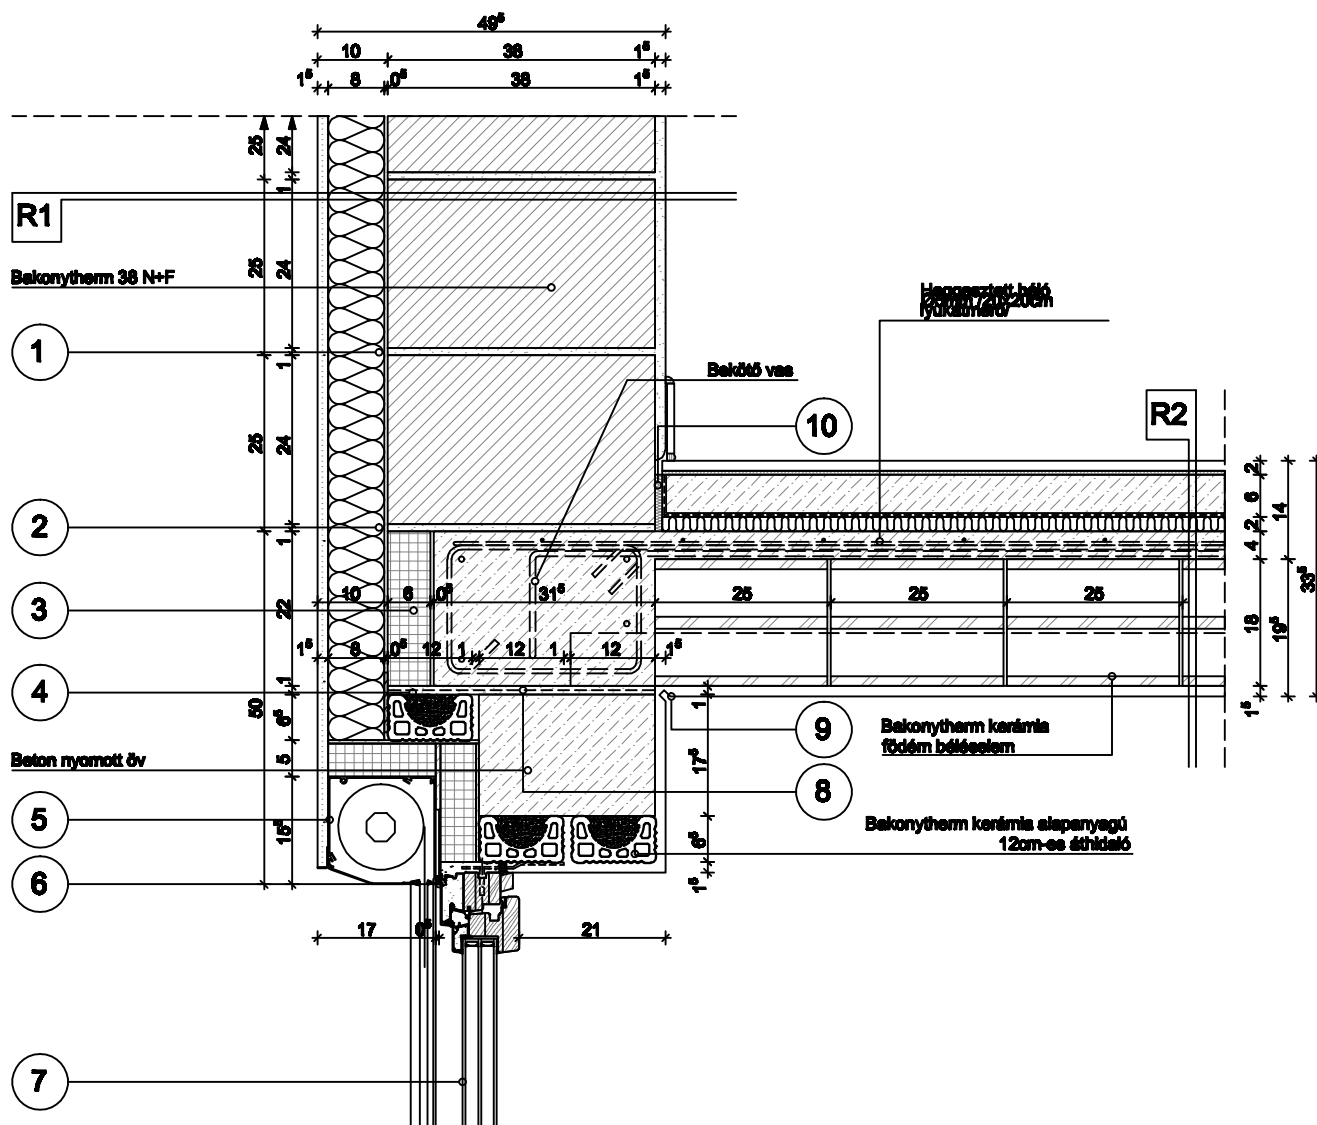 49⁵
10 38 1⁵
1⁵ 8 0⁵ 38 1⁵
25 24
1
R1
25 24
Bakonytherm 38 N+F
Hegesztett háló
1
1
Bekötő vas
R2
10
25 24
2
6
14
2
1
2
4
10 6 0⁵ 31⁵ 25 25 25
3
22
18
19⁵
33⁵
1⁵ 8 0⁵ 12 1 12 1 12 1⁵
4
1
50
6⁵
1
1⁵
9
Bakonytherm kerámia
födém béléselem
Beton nyomott öv
5
17⁵
8
5
15⁵
Bakonytherm kerámia alapanyagú
12cm-es áthidaló
6⁵
6
1⁵
17 0⁵ 21
7